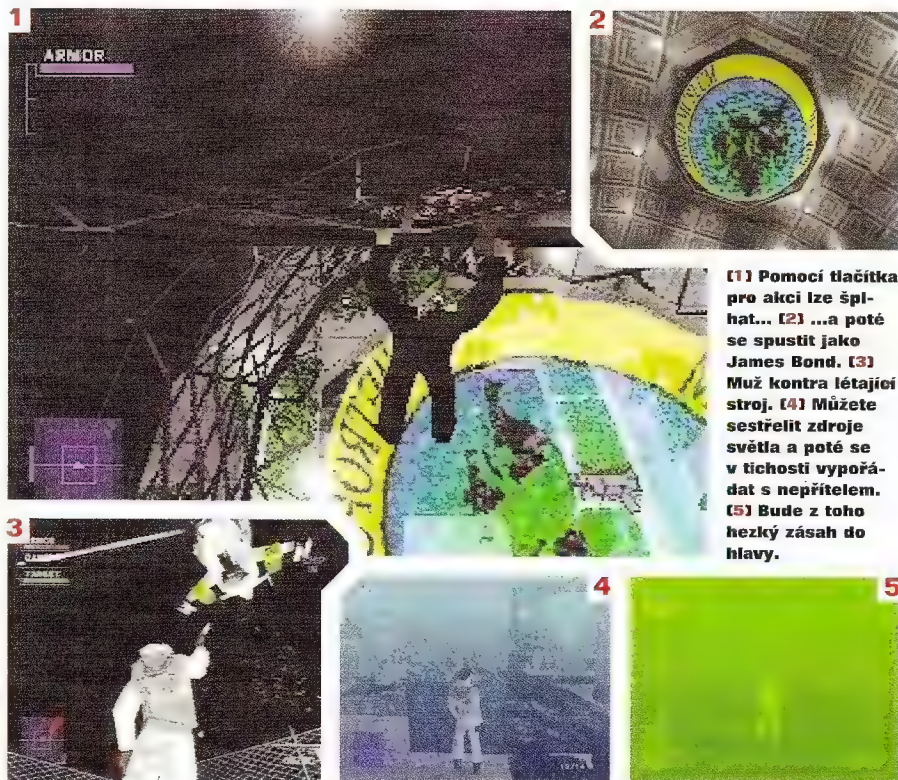 1
ARMOR
2
[1] Pomocí tlačítka
pro akci lze špl-
hat... [2] ...a poté
se spustit jako
James Bond. [3]
Muž kontra létající
stroj. [4] Můžete
sestřelit zdroje
světla a poté se
v tichosti vypořá-
dat s nepřítelem.
[5] Bude z toho
hezký zásah do
hlavy.
3
ARMOR
TARGET
4
5